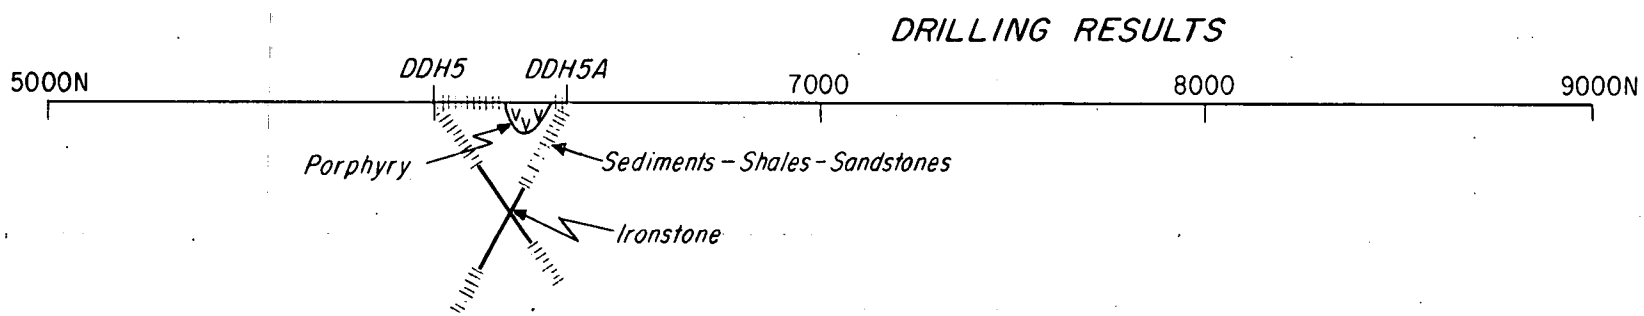 DRILLING RESULTS
5000N DDH5 DDH5A 7000 8000 9000N
Porphyry Sediments - Shales - Sandstones
Ironstone